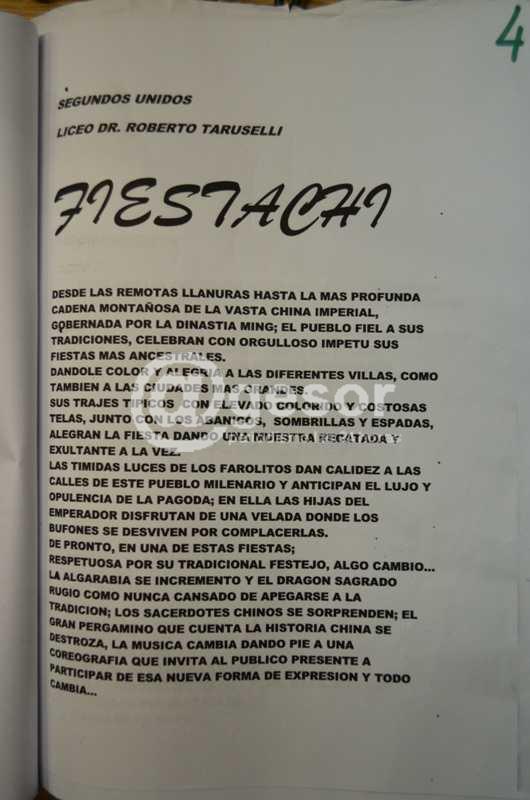 4
SEGUNDOS UNIDOS
LICEO DR. ROBERTO TARUSELLI
FIESTACHI
DESDE LAS REMOTAS LLANURAS HASTA LA MAS PROFUNDA
CADENA MONTAÑOSA DE LA VASTA CHINA IMPERIAL,
GOBERNADA POR LA DINASTIA MING; EL PUEBLO FIEL A SUS
TRADICIONES, CELEBRAN CON ORGULLOSO IMPETU SUS
FIESTAS MAS ANCESTRALES.
DANDOLE COLOR Y ALEGRIA A LAS DIFERENTES VILLAS, COMO
TAMBIEN A LAS CIUDADES MAS GRANDES.
SUS TRAJES TIPICOS CON ELEVADO COLORIDO Y COSTOSAS
TELAS, JUNTO CON LOS ABANICOS, SOMBRILLAS Y ESPADAS,
ALEGRAN LA FIESTA DANDO UNA MUESTRA RECATADA Y
EXULTANTE A LA VEZ.
LAS TIMIDAS LUCES DE LOS FAROLITOS DAN CALIDEZ A LAS
CALLES DE ESTE PUEBLO MILENARIO Y ANTICIPAN EL LUJO Y
OPULENCIA DE LA PAGODA; EN ELLA LAS HIJAS DEL
EMPERADOR DISFRUTAN DE UNA VELADA DONDE LOS
BUFONES SE DESVIVEN POR COMPLACERLAS.
DE PRONTO, EN UNA DE ESTAS FIESTAS;
RESPETUOSA POR SU TRADICIONAL FESTEJO, ALGO CAMBIO...
LA ALGARABIA SE INCREMENTO Y EL DRAGON SAGRADO
RUGIO COMO NUNCA CANSADO DE APEGARSE A LA
TRADICION; LOS SACERDOTES CHINOS SE SORPRENDEN; EL
GRAN PERGAMINO QUE CUENTA LA HISTORIA CHINA SE
DESTROZA, LA MUSICA CAMBIA DANDO PIE A UNA
COREOGRAFIA QUE INVITA AL PUBLICO PRESENTE A
PARTICIPAR DE ESA NUEVA FORMA DE EXPRESION Y TODO
CAMBIA...